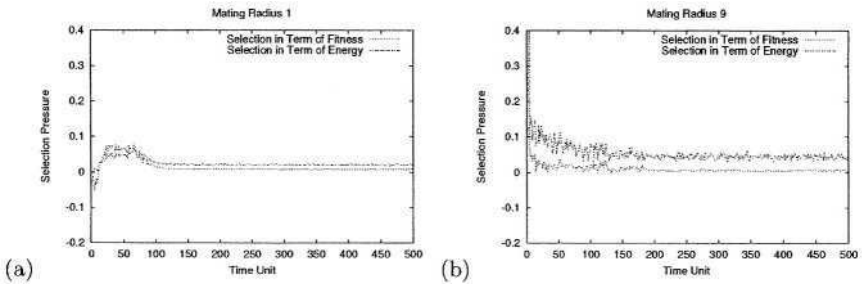 Mating Radius 1
0.4
0.3
0.2
0.1
0
-0.1
-0.2
Selection Pressure
Selection in Term of Fitness
Selection in Term of Energy
0 50 100 150 200 250 300 350 400 450 500
Time Unit
(a)
Mating Radius 9
0.4
0.3
0.2
0.1
0
-0.1
-0.2
Selection Pressure
Selection in Term of Fitness
Selection in Term of Energy
0 50 100 150 200 250 300 350 400 450 500
Time Unit
(b)